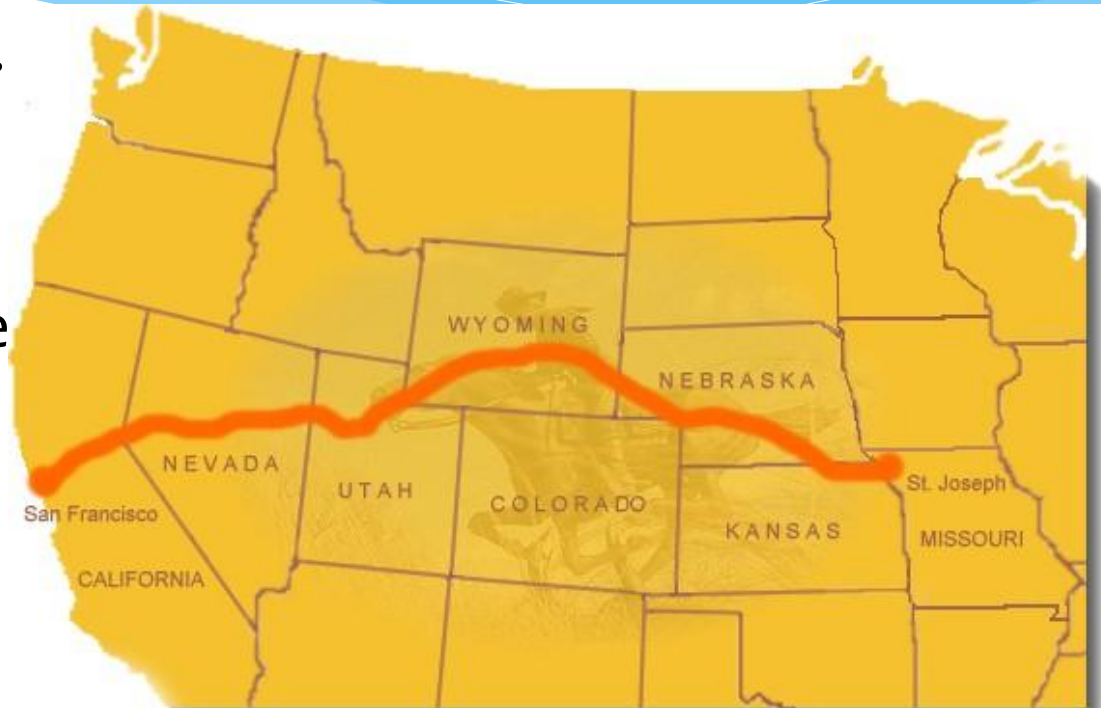 .
e
WYOMING
NEBRASKA
NEVADA
UTAH
COLORADO
St. Joseph
San Francisco
KANSAS
MISSOURI
CALIFORNIA